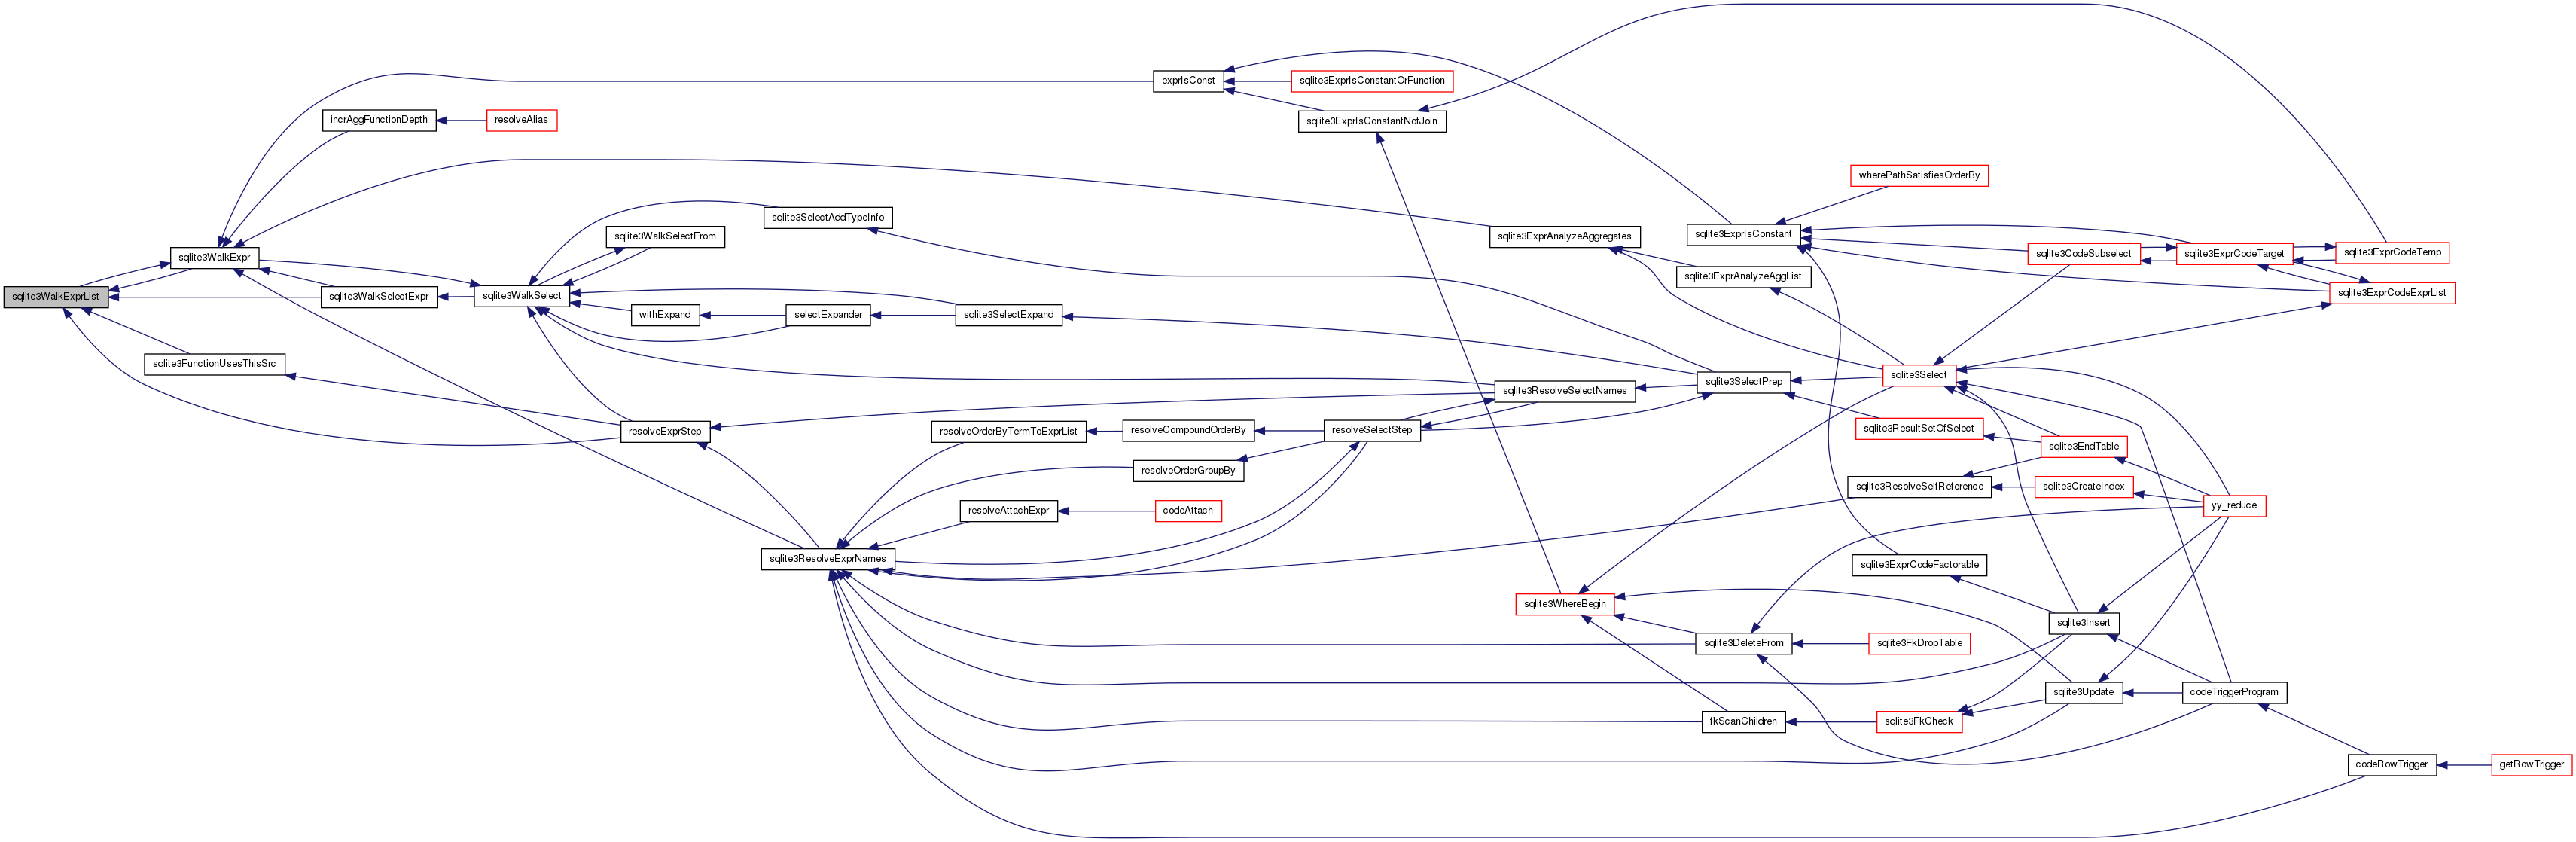 exprIsConst
sqlite3ExprIsConstantOrFunction
incrAggFunctionDepth
resolveAlias
sqlite3ExprIsConstantNotJoin
wherePathSatisfiesOrderBy
sqlite3SelectAddTypeInfo
sqlite3WalkSelectFrom
sqlite3ExprAnalyzeAggregates
sqlite3ExprIsConstant
sqlite3WalkExpr
sqlite3CodeSubselect
sqlite3ExprCodeTarget
sqlite3ExprCodeTemp
sqlite3ExprAnalyzeAggList
sqlite3WalkExprList
sqlite3WalkSelectExpr
sqlite3WalkSelect
sqlite3ExprCodeExprList
withExpand
selectExpander
sqlite3SelectExpand
sqlite3FunctionUsesThisSrc
sqlite3SelectPrep
sqlite3Select
sqlite3ResolveSelectNames
resolveExprStep
resolveOrderByTermToExprList
resolveCompoundOrderBy
resolveSelectStep
sqlite3ResultSetOfSelect
sqlite3EndTable
resolveOrderGroupBy
sqlite3ResolveSelfReference
sqlite3CreateIndex
yy_reduce
resolveAttachExpr
codeAttach
sqlite3ResolveExprNames
sqlite3ExprCodeFactorable
sqlite3WhereBegin
sqlite3Insert
sqlite3DeleteFrom
sqlite3FkDropTable
sqlite3Update
codeTriggerProgram
fkScanChildren
sqlite3FkCheck
codeRowTrigger
getRowTrigger